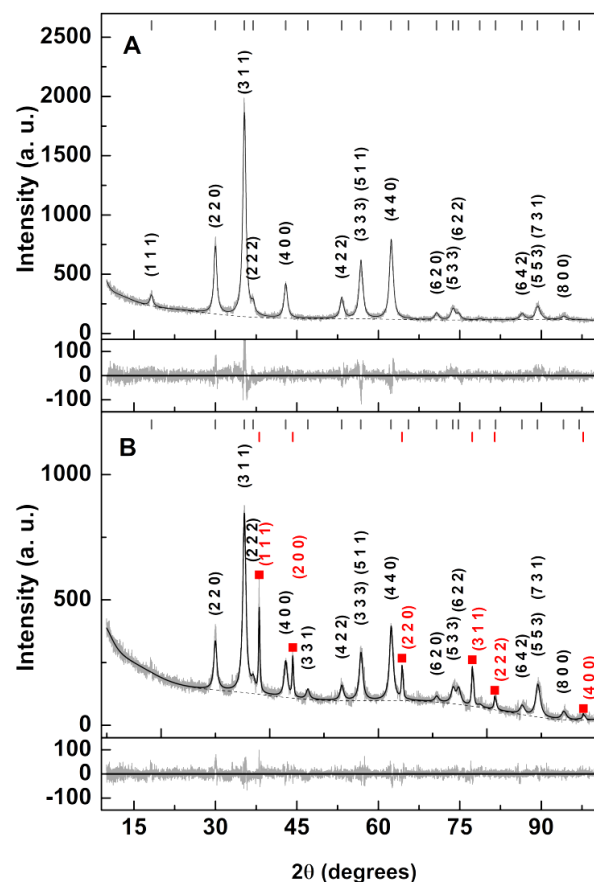 A
Intensity (a. u.)
2500
2000
1500
1000
500
0
(1 1 1)
(2 2 0)
(3 1 1)
(2 2 2)
(4 0 0)
(4 2 2)
(3 3 3) (5 1 1)
(4 4 0)
(6 2 0)
(5 3 3) (6 2 2)
(6 4 2)
(5 5 3) (7 3 1)
(8 0 0)
100
0
-100
B
Intensity (a. u.)
1000
500
0
(2 2 0)
(3 1 1)
(2 2 2)
(1 1 1)
(4 0 0)
(2 0 0)
(3 3 1)
(4 2 2)
(3 3 3) (5 1 1)
(4 4 0)
(2 2 0)
(6 2 0)
(5 3 3) (6 2 2)
(3 1 1)
(2 2 2)
(6 4 2)
(5 5 3) (7 3 1)
(8 0 0)
(4 0 0)
100
0
-100
15 30 45 60 75 90
2θ (degrees)